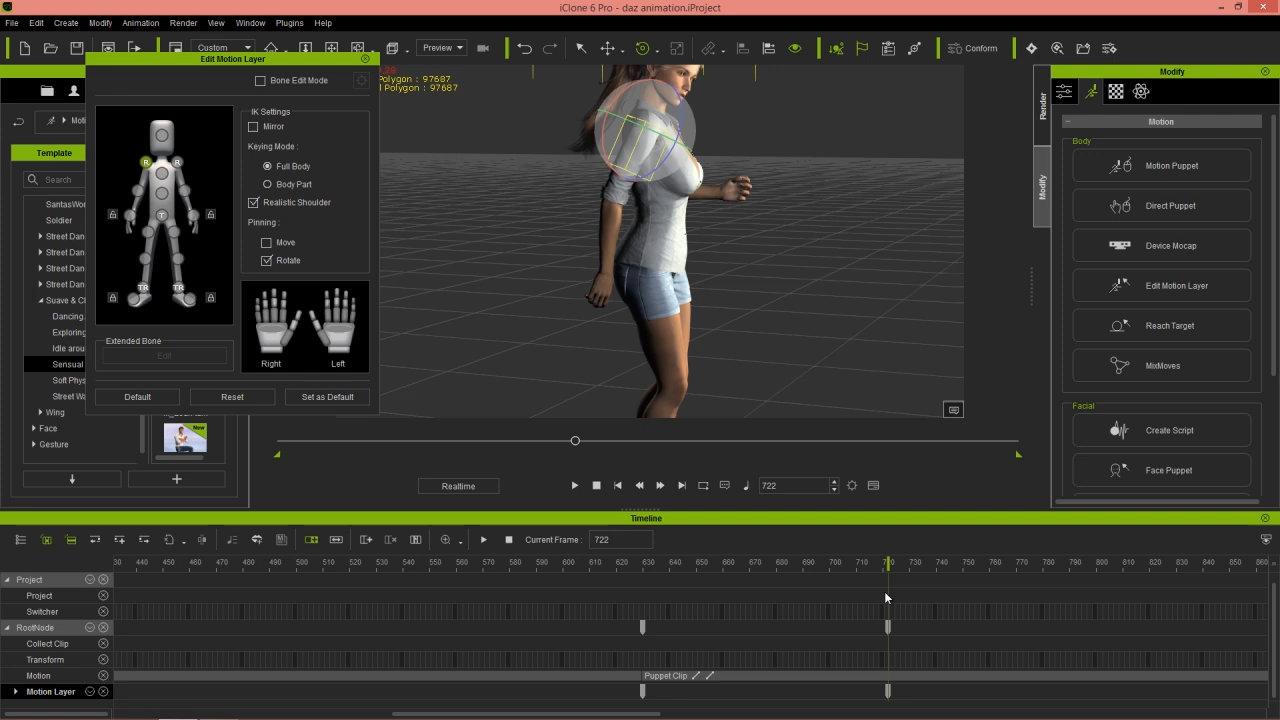 iClone 6 Pro - daz animation.iProject
File Edit Create Modify Animation Render View Window Plugins Help
Custom
Preview
Conform
Edit Motion Layer
Bone Edit Mode
IK Settings
Mirror
Keying Mode :
Full Body
Body Part
Realistic Shoulder
Pinning :
Move
Rotate
R R
T
TR TR
Right Left
Extended Bone
Edit
Default Reset Set as Default
Polygon : 97687
Polygon : 97687
Template
Search
Soldier
Street Dan
Street Dan
Street Dan
Street Dan
Suave & C
Dancing
Exploring
Idle arou
Sensual
Soft Phys
Street Wa
Wing
Face
Gesture
New
Render
Modify
Modify
Motion
Body
Motion Puppet
Direct Puppet
Device Mocap
Edit Motion Layer
Reach Target
MixMoves
Facial
Create Script
Face Puppet
Realtime
722
Timeline
Current Frame : 722
30 440 450 460 470 480 490 500 510 520 530 540 550 560 570 580 590 600 610 620 630 640 650 660 670 680 690 700 710 730 740 750 760 770 780 790 800 810 820 830 840 850 860
Project
Project
Switcher
RootNode
Collect Clip
Transform
Motion
Puppet Clip
Motion Layer